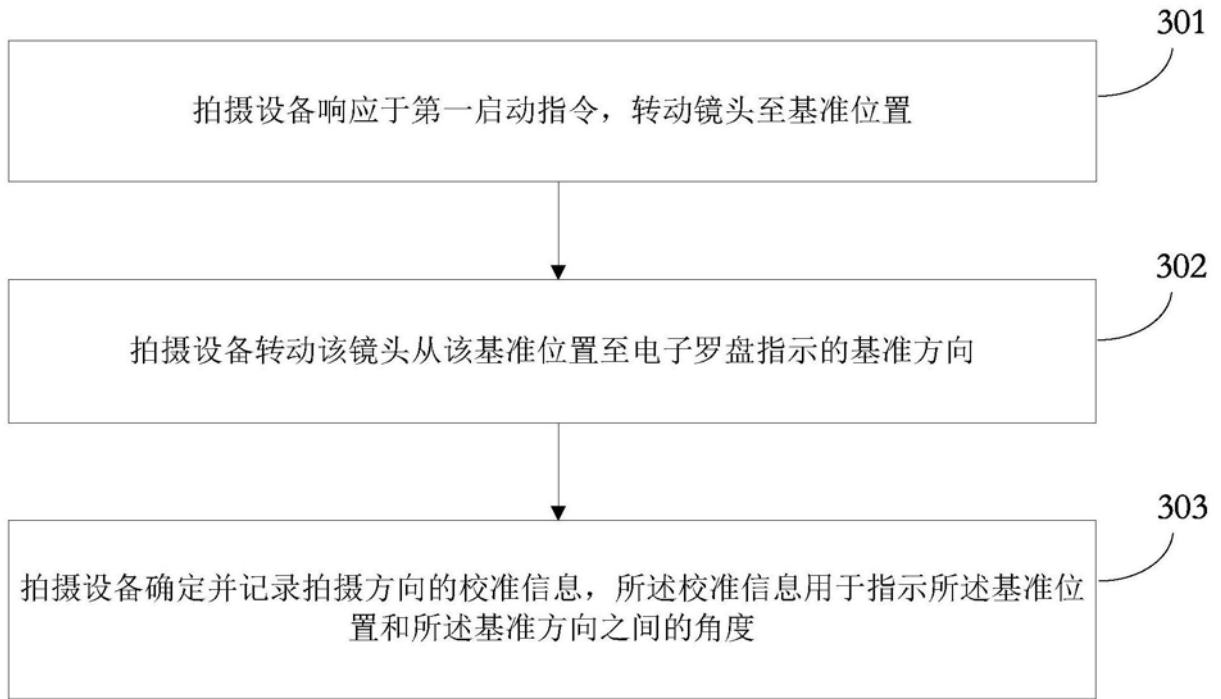 301
拍摄设备响应于第一启动指令，转动镜头至基准位置
302
拍摄设备转动该镜头从该基准位置至电子罗盘指示的基准方向
303
拍摄设备确定并记录拍摄方向的校准信息，所述校准信息用于指示所述基准位
置和所述基准方向之间的角度